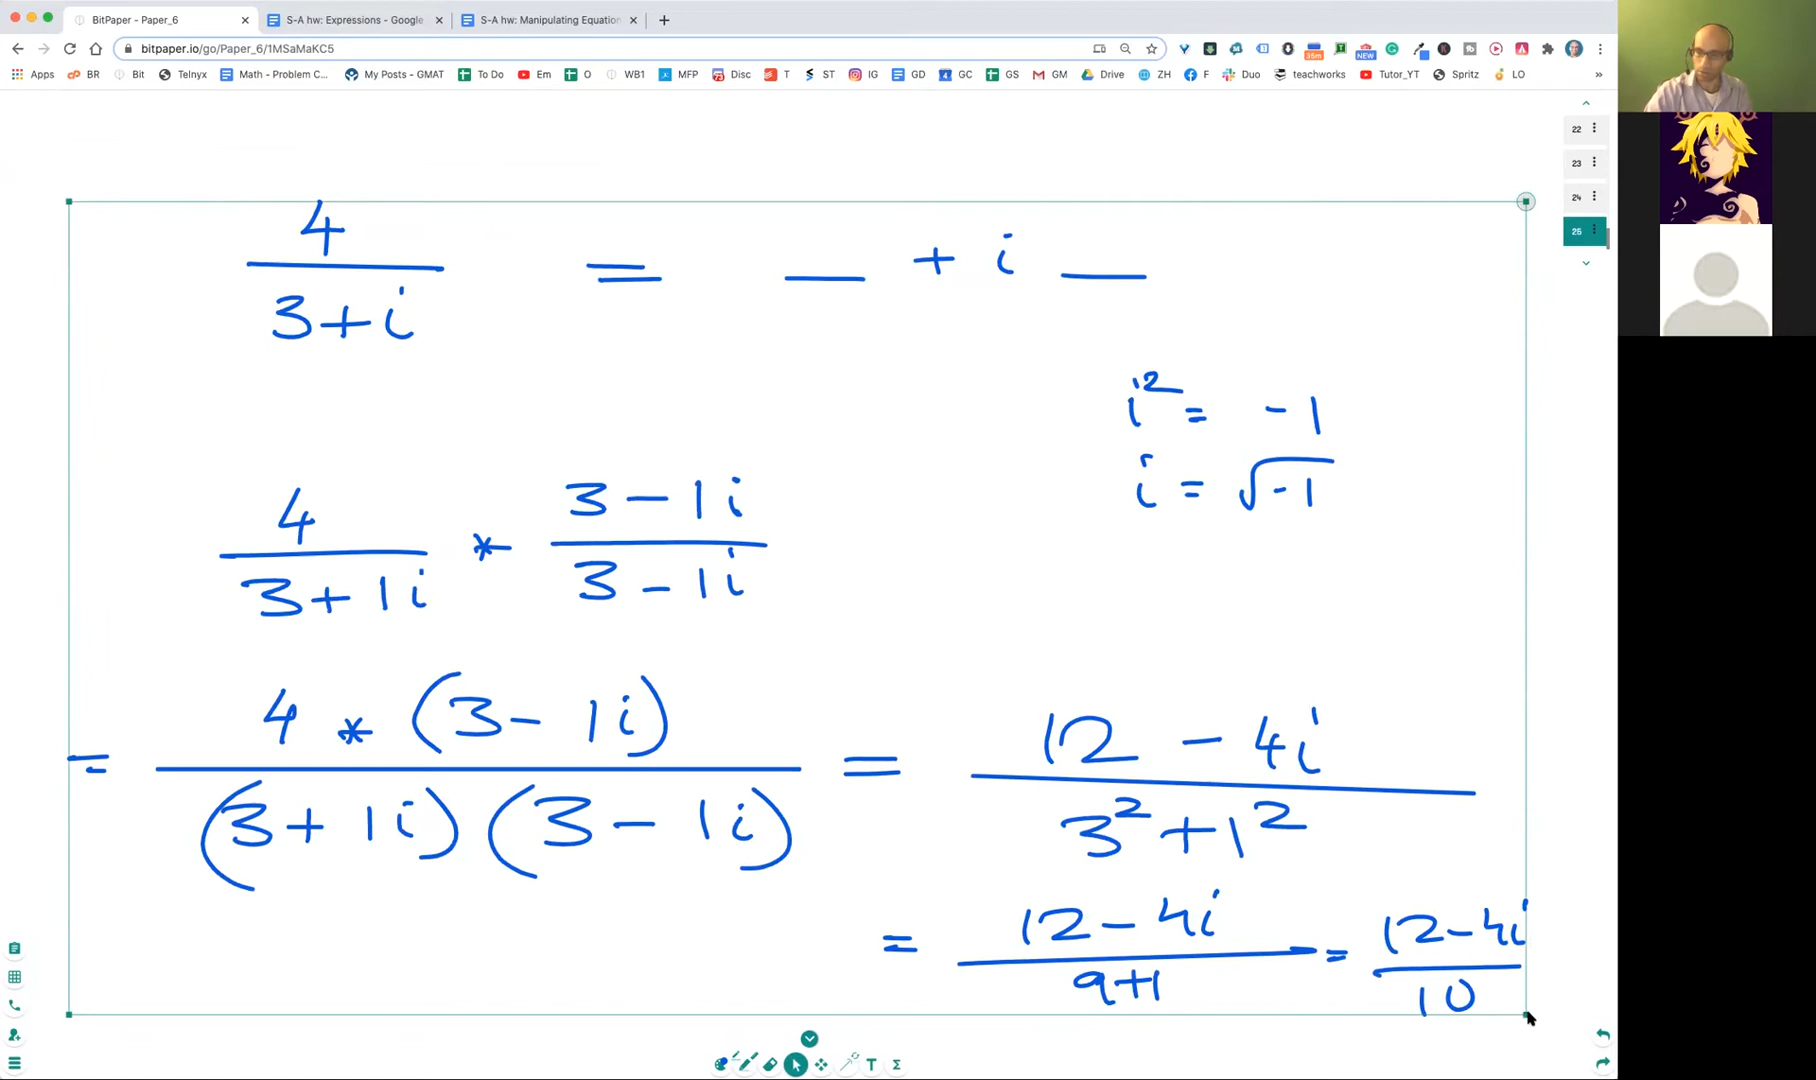 BitPaper - Paper_6
S-A hw: Expressions - Google
S-A hw: Manipulating Equation
bitpaper.io/go/Paper_6/1MSaMaKC5
Apps BR Bit Telnyx Math - Problem C... My Posts - GMAT To Do Em O WB1 MFP Disc T ST IG GD GC GS GM Drive ZH F Duo teachworks Tutor_YT Spritz LO »
22
23
24
25
4/(3+i) = __ + i __
i² = -1
i = √-1
4/(3+1i) * (3-1i)/(3-1i)
= (4 * (3-1i))/((3+1i)(3-1i)) = (12-4i)/(3²+1²)
= (12-4i)/(9+1) = (12-4i)/10